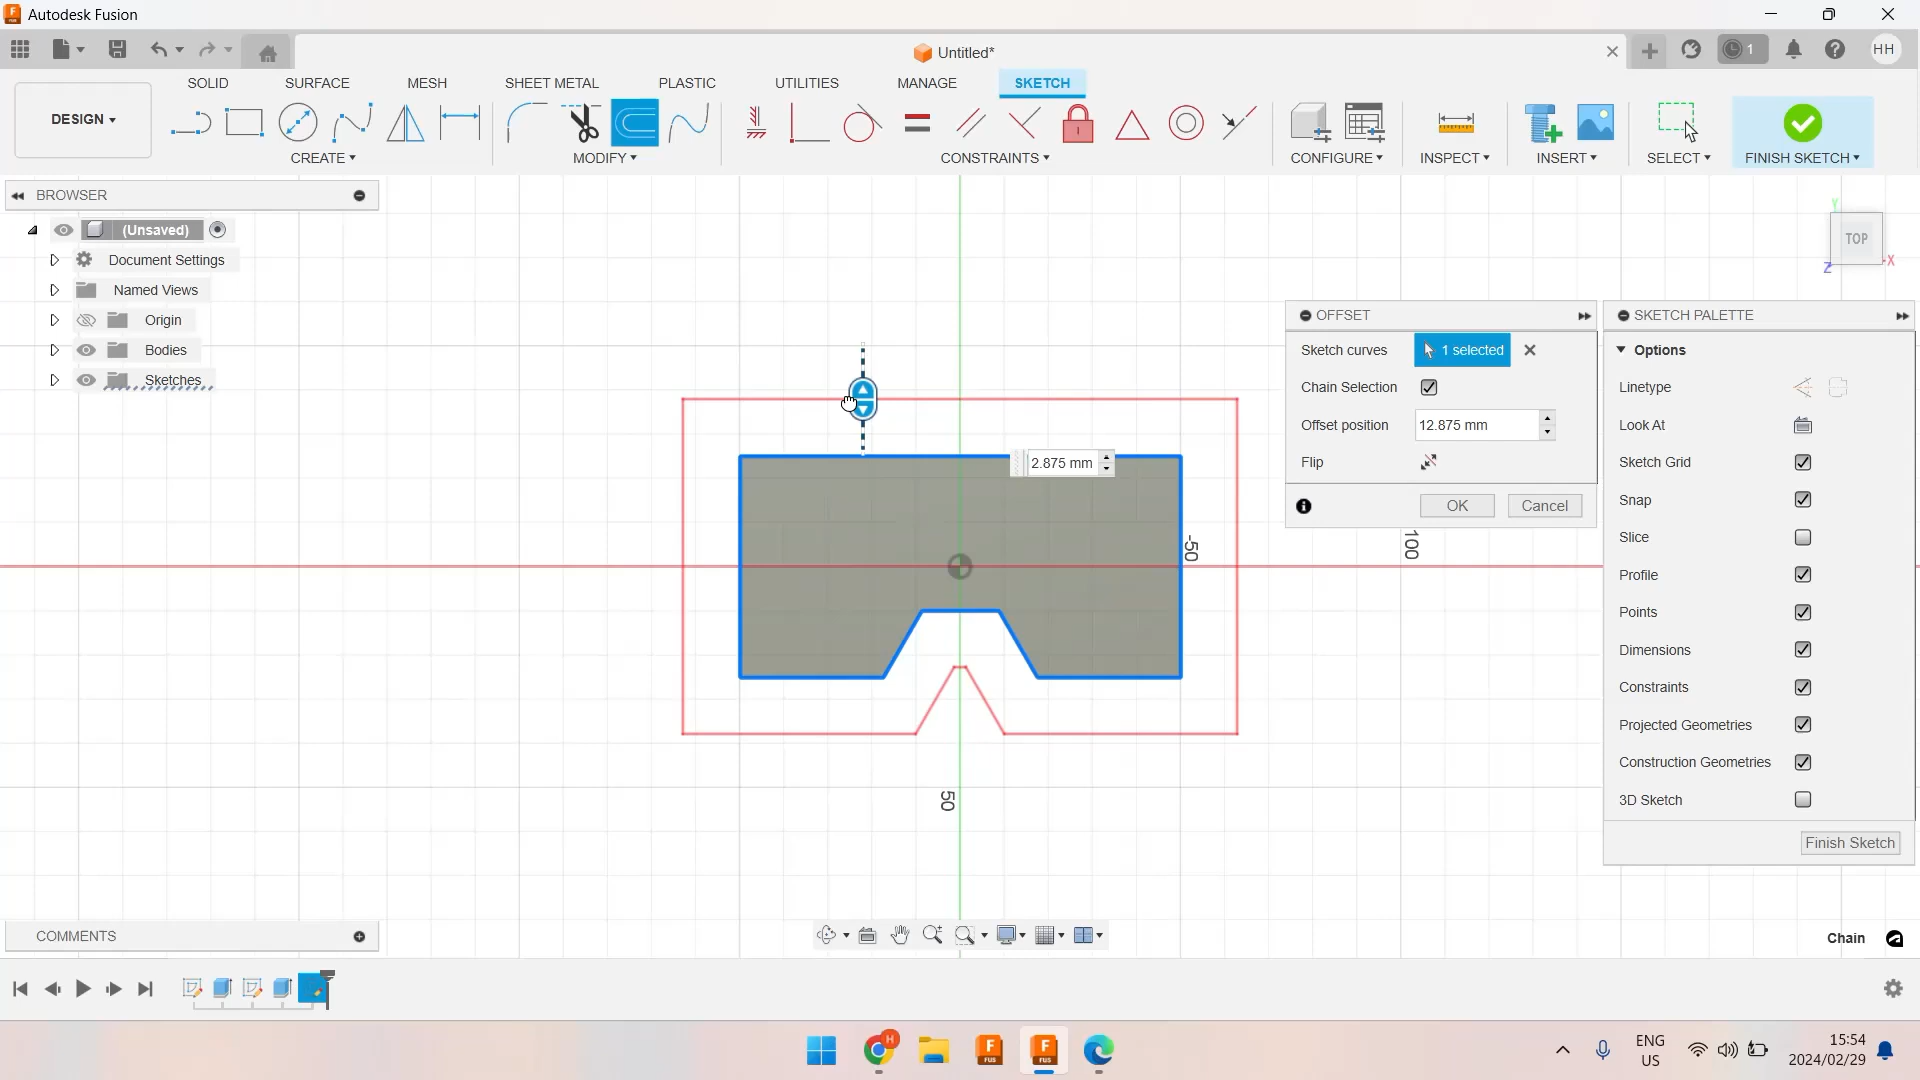 Autodesk Fusion
Untitled*
1
HH
DESIGN
SOLID
SURFACE
MESH
SHEET METAL
PLASTIC
UTILITIES
MANAGE
SKETCH
CREATE
MODIFY
CONSTRAINTS
CONFIGURE
INSPECT
INSERT
SELECT
FINISH SKETCH
BROWSER
(Unsaved)
Document Settings
Named Views
Origin
Bodies
Sketches
Y
TOP
X
Z
OFFSET
Sketch curves
1 selected
Chain Selection
Offset position
12.875 mm
Flip
OK
Cancel
SKETCH PALETTE
Options
Linetype
Look At
Sketch Grid
Snap
Slice
Profile
Points
Dimensions
Constraints
Projected Geometries
Construction Geometries
3D Sketch
Finish Sketch
2.875 mm
-50
100
50
COMMENTS
Chain
H
F
FUS
F
FUS
ENG
US
15:54
2024/02/29